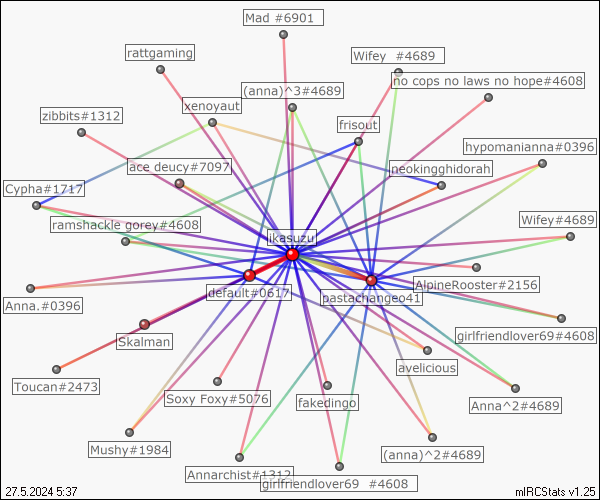 Mad #6901
rattgaming
Wifey  #4689
no cops no laws no hope#4608
(anna)^3#4689
xenoyaut
zibbits#1312
frisout
hypomanianna#0396
ace deucy#7097
neokingghidorah
Cypha#1717
ramshackle gorey#4608
Wifey#4689
ikasuzu
AlpineRooster#2156
default#0617
pastachangeo41
Anna.#0396
girlfriendlover69#4608
Skalman
avelicious
Toucan#2473
Soxy Foxy#5076
fakedingo
Anna^2#4689
Mushy#1984
(anna)^2#4689
Annarchist#1312
girlfriendlover69  #4608
27.5.2024 5:37
mIRCStats v1.25